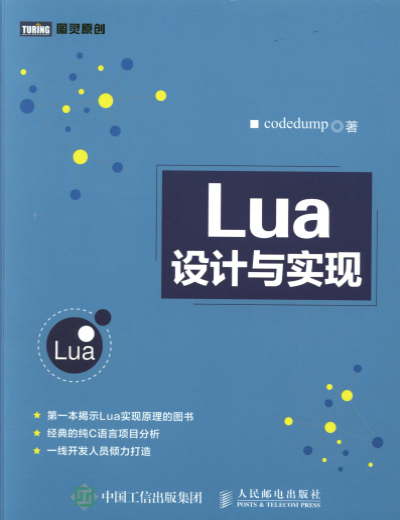 TURING 图灵原创
codedump 著
Lua
设计与实现
Lua
第一本揭示Lua实现原理的图书
经典的纯C语言项目分析
一线开发人员倾力打造
中国工信出版集团 人民邮电出版社
POSTS & TELECOM PRESS